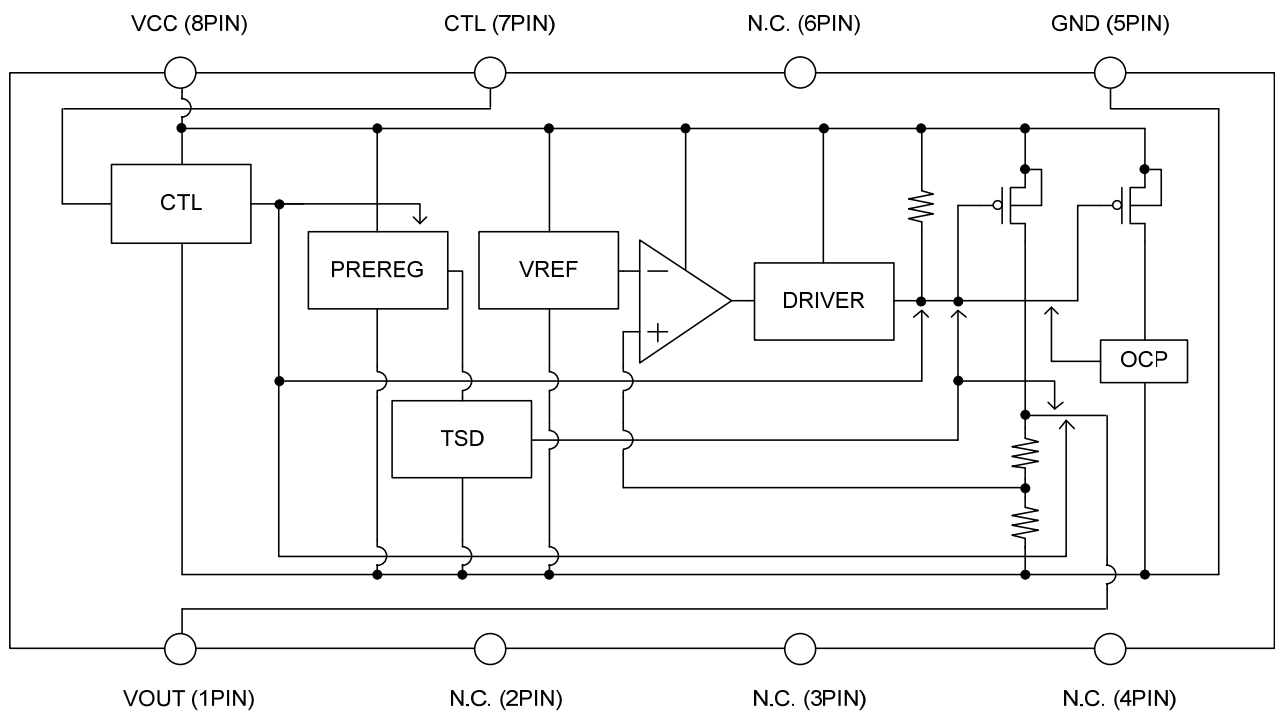 VCC (8PIN)
CTL (7PIN)
N.C. (6PIN)
GND (5PIN)
CTL
PREREG
VREF
DRIVER
OCP
TSD
VOUT (1PIN)
N.C. (2PIN)
N.C. (3PIN)
N.C. (4PIN)